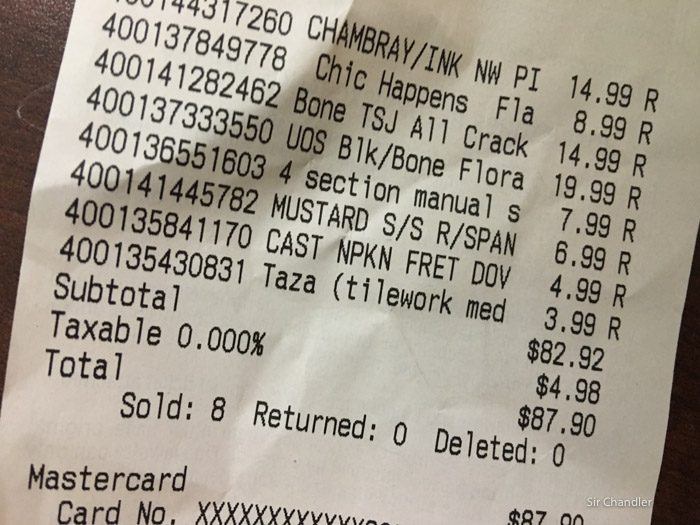 400144317260 CHAMBRAY/INK NW PI 14.99 R
400137849778 Chic Happens Fla 8.99 R
400141282462 Bone TSJ All Crack 14.99 R
400137333550 UOS Blk/Bone Flora 19.99 R
400136551603 4 section manual s 7.99 R
400141445782 MUSTARD S/S R/SPAN 6.99 R
400135841170 CAST NPKN FRET DOV 4.99 R
400135430831 Taza (tilework med 3.99 R
Subtotal $82.92
Taxable 0.000% $4.98
Total $87.90
Sold: 8 Returned: 0 Deleted: 0
Mastercard $87.90
Card No.
Sir Chandler